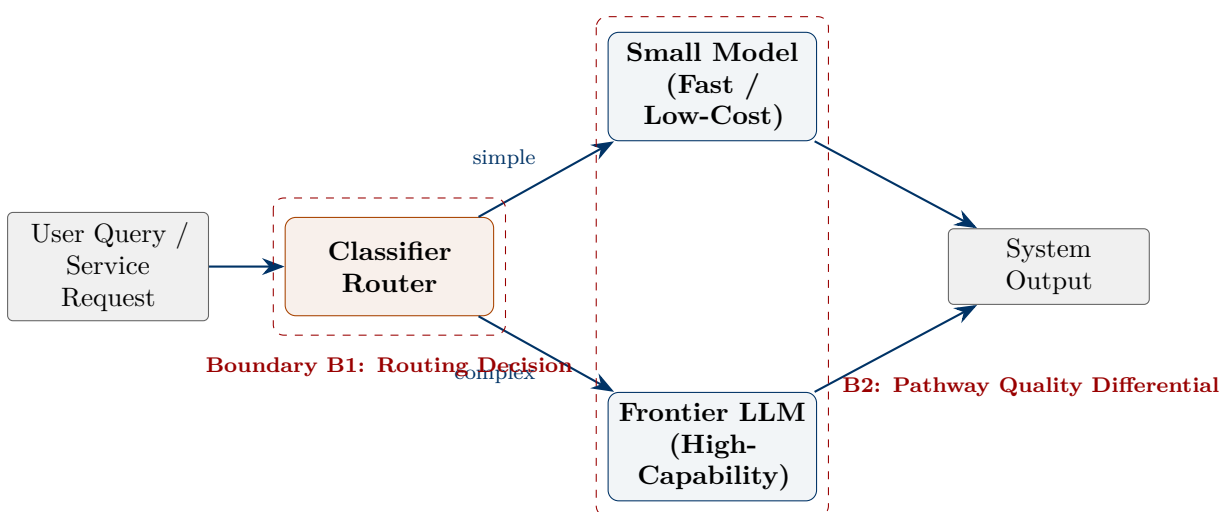 Small Model
(Fast /
Low-Cost)
simple
User Query /
Service
Request
Classifier
Router
System
Output
Boundary B1: Routing Decision
complex
B2: Pathway Quality Differential
Frontier LLM
(High-
Capability)